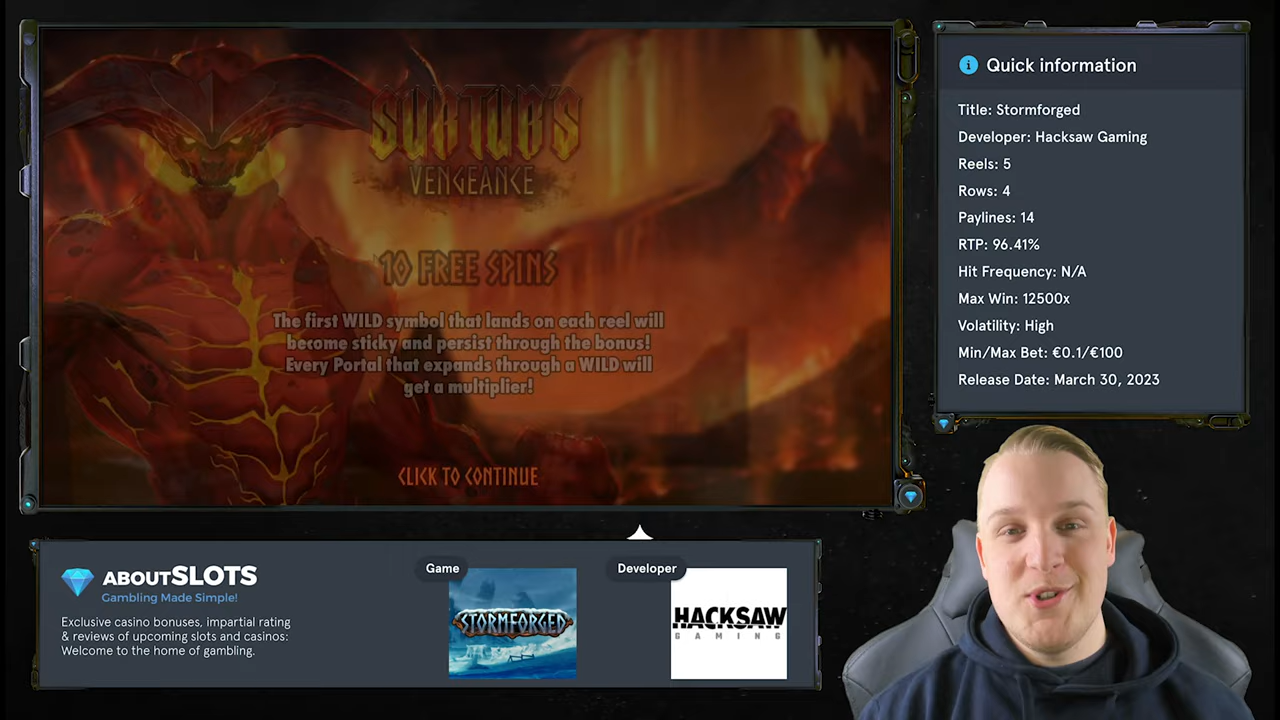 SURTUR'S
VENGEANCE
10 FREE SPINS
The first WILD symbol that lands on each reel will
become sticky and persist through the bonus!
Every Portal that expands through a WILD will
get a multiplier!
CLICK TO CONTINUE
Quick information
Title: Stormforged
Developer: Hacksaw Gaming
Reels: 5
Rows: 4
Paylines: 14
RTP: 96.41%
Hit Frequency: N/A
Max Win: 12500x
Volatility: High
Min/Max Bet: €0.1/€100
Release Date: March 30, 2023
ABOUTSLOTS
Gambling Made Simple!
Exclusive casino bonuses, impartial rating
& reviews of upcoming slots and casinos:
Welcome to the home of gambling.
Game
STORMFORGED
Developer
HACKSAW
GAMING